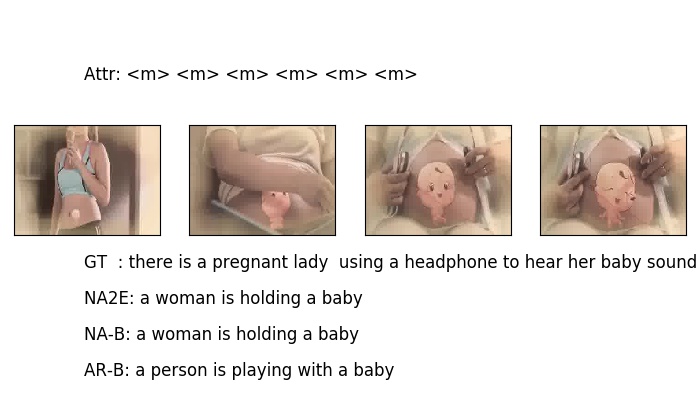 Attr: <m> <m> <m> <m> <m> <m>
GT  : there is a pregnant lady  using a headphone to hear her baby sound
NA2E: a woman is holding a baby
NA-B: a woman is holding a baby
AR-B: a person is playing with a baby